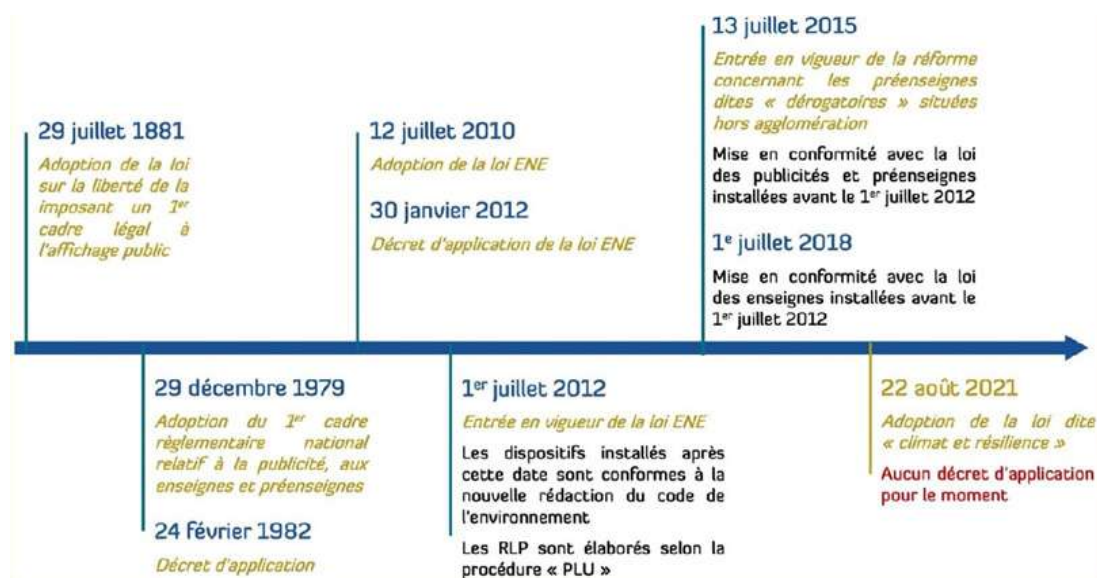 29 juillet 1881
Adoption de la loi
sur la liberté de la
imposant un 1er
cadre légal à
l'affichage public
12 juillet 2010
Adoption de la loi ENE
30 janvier 2012
Décret d'application de la loi ENE
13 juillet 2015
Entrée en vigueur de la réforme
concernant les préenseignes
dites « dérogatoires » situées
hors agglomération
Mise en conformité avec la loi
des publicités et préenseignes
installées avant le 1er juillet 2012
1e juillet 2018
Mise en conformité avec la loi
des enseignes installées avant le
1er juillet 2012
29 décembre 1979
Adoption du 1er cadre
règlementaire national
relatif à la publicité, aux
enseignes et préenseignes
24 février 1982
Décret d'application
1er juillet 2012
Entrée en vigueur de la loi ENE
Les dispositifs installés après
cette date sont conformes à la
nouvelle rédaction du code de
l'environnement
Les RLP sont élaborés selon la
procédure « PLU »
22 août 2021
Adoption de la loi dite
« climat et résilience »
Aucun décret d'application
pour le moment